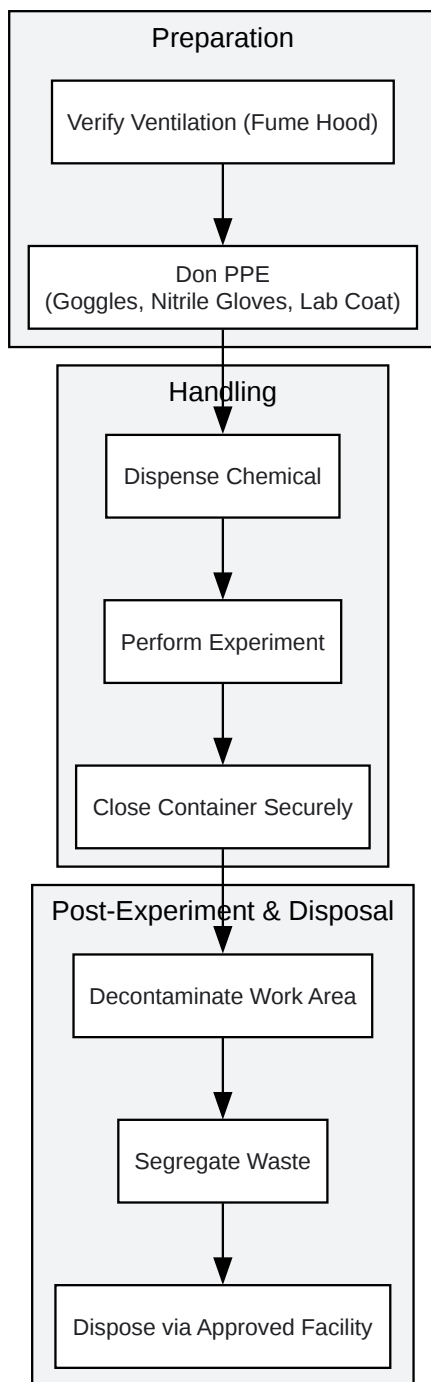 Preparation
Verify Ventilation (Fume Hood)
Don PPE
(Goggles, Nitrile Gloves, Lab Coat)
Handling
Dispense Chemical
Perform Experiment
Close Container Securely
Post-Experiment & Disposal
Decontaminate Work Area
Segregate Waste
Dispose via Approved Facility